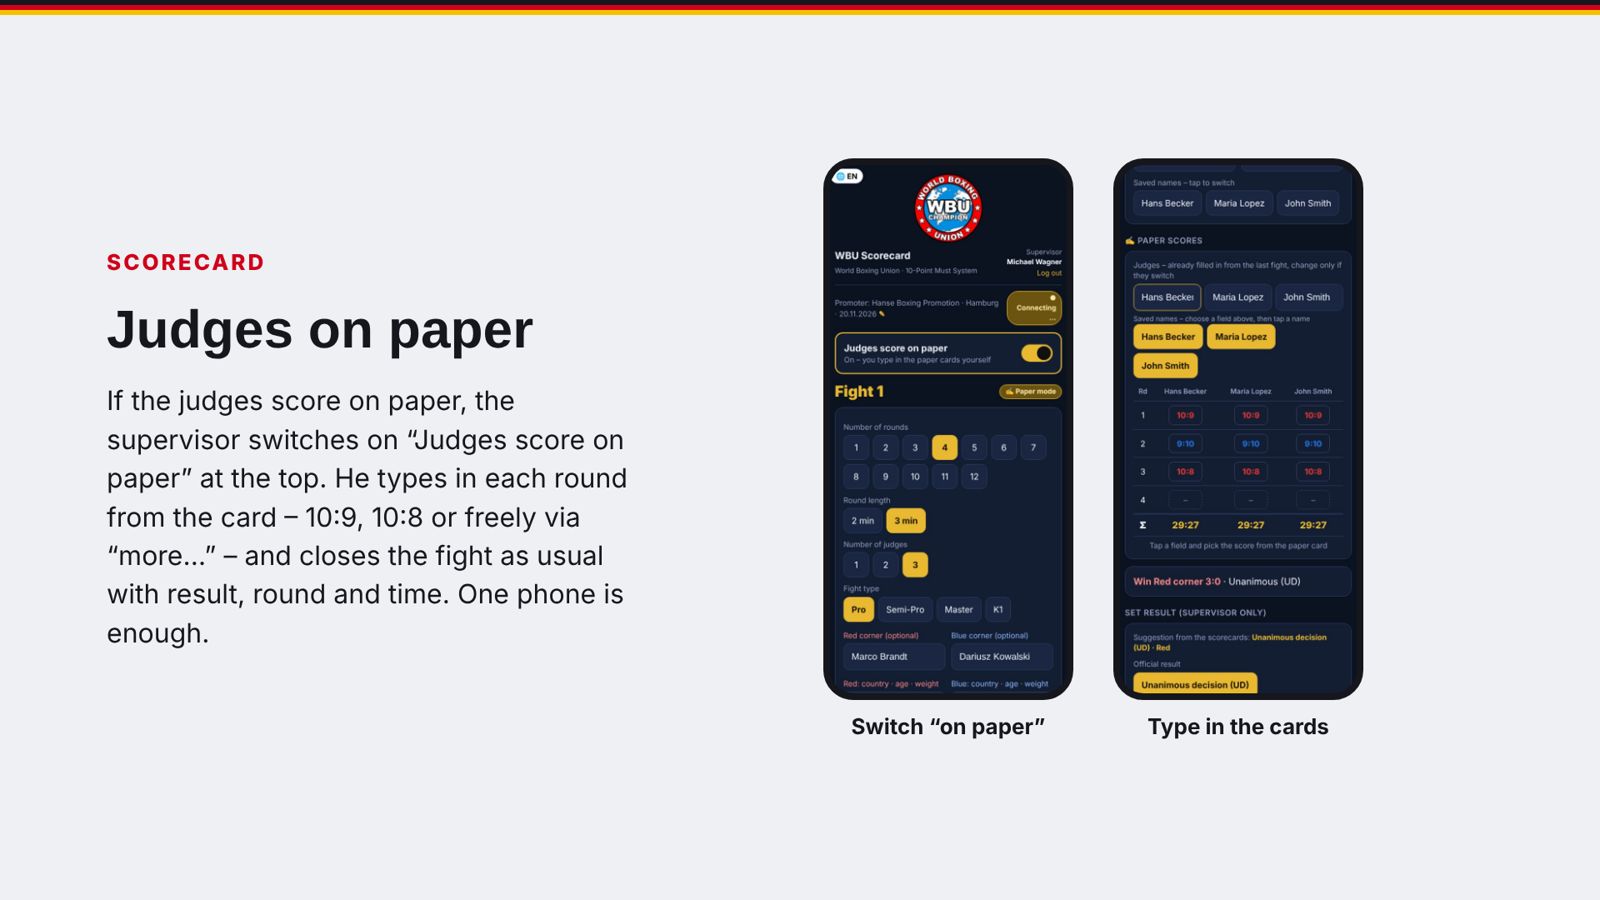 SCORECARD
Judges on paper
If the judges score on paper, the
supervisor switches on “Judges score on
paper” at the top. He types in each round
from the card – 10:9, 10:8 or freely via
“more…” – and closes the fight as usual
with result, round and time. One phone is
enough.
EN
WORLD BOXING
WBU
CHAMPION
UNION
WBU Scorecard
World Boxing Union · 10-Point Must System
Supervisor
Michael Wagner
Log out
Promoter: Hanse Boxing Promotion · Hamburg
· 20.11.2026
Connecting
…
Judges score on paper
On – you type in the paper cards yourself
Fight 1
Paper mode
Number of rounds
1 2 3 4 5 6 7
8 9 10 11 12
Round length
2 min 3 min
Number of judges
1 2 3
Fight type
Pro Semi-Pro Master K1
Red corner (optional) Blue corner (optional)
Marco Brandt Dariusz Kowalski
Red: country · age · weight Blue: country · age · weight
Switch “on paper”
Saved names – tap to switch
Hans Becker Maria Lopez John Smith
PAPER SCORES
Judges – already filled in from the last fight, change only if
they switch
Hans Becker Maria Lopez John Smith
Saved names – choose a field above, then tap a name
Hans Becker Maria Lopez
John Smith
Rd Hans Becker Maria Lopez John Smith
1 10:9 10:9 10:9
2 9:10 9:10 9:10
3 10:8 10:8 10:8
4 – – –
Σ 29:27 29:27 29:27
Tap a field and pick the score from the paper card
Win Red corner 3:0 · Unanimous (UD)
SET RESULT (SUPERVISOR ONLY)
Suggestion from the scorecards: Unanimous decision
(UD) · Red
Official result
Unanimous decision (UD)
Type in the cards